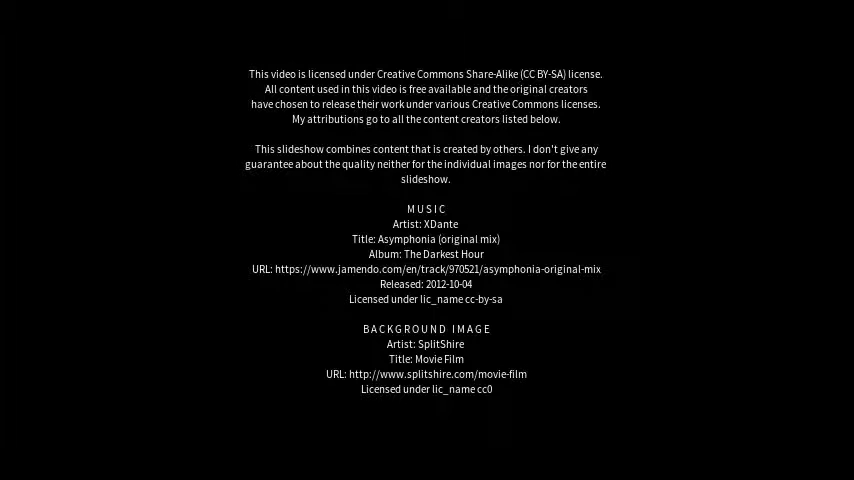 This video is licensed under Creative Commons Share-Alike (CC BY-SA) license.
All content used in this video is free available and the original creators
have chosen to release their work under various Creative Commons licenses.
My attributions go to all the content creators listed below.
This slideshow combines content that is created by others. I don't give any
guarantee about the quality neither for the individual images nor for the entire
slideshow.
MUSIC
Artist: XDante
Title: Asymphonia (original mix)
Album: The Darkest Hour
URL: https://www.jamendo.com/en/track/970521/asymphonia-original-mix
Released: 2012-10-04
Licensed under lic_name cc-by-sa
BACKGROUND IMAGE
Artist: SplitShire
Title: Movie Film
URL: http://www.splitshire.com/movie-film
Licensed under lic_name cc0